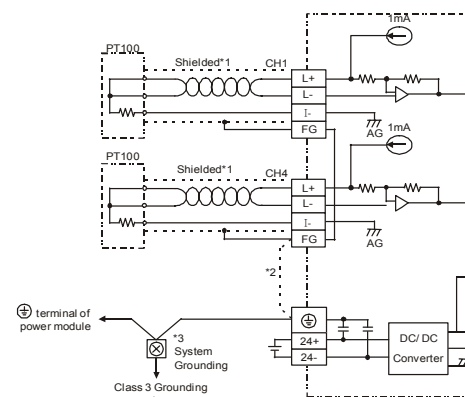 1mA
PT100
Shielded*1
CH1
L+
L-
I-
FG
AG
1mA
PT100
Shielded*1
CH4
L+
L-
I-
FG
AG
*2
terminal of
power module
*3
System
Grounding
Class 3 Grounding
24+
24-
DC/ DC
Converter